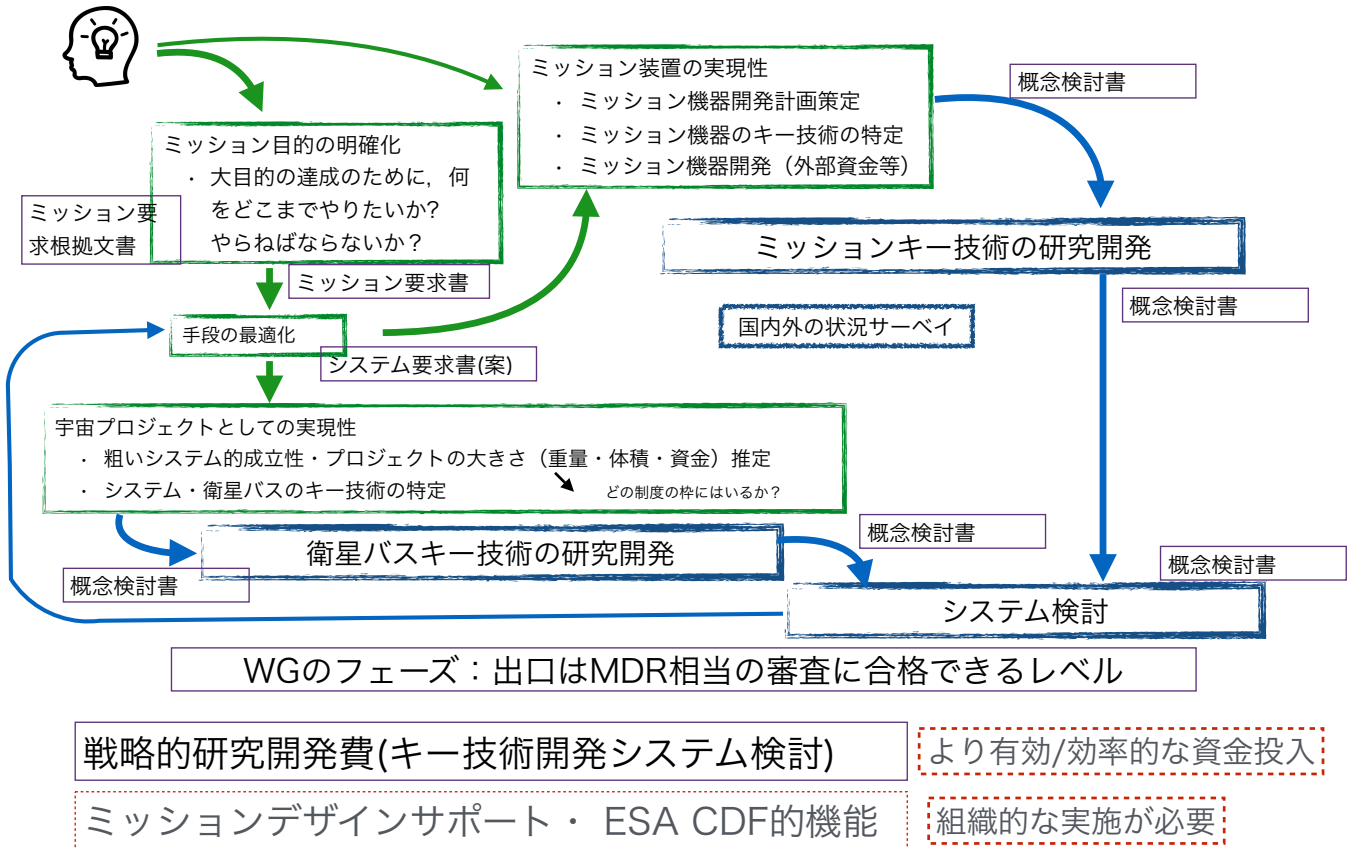 ミッション装置の実現性
・ ミッション機器開発計画策定
・ ミッション機器のキー技術の特定
・ ミッション機器開発（外部資金等）
概念検討書
ミッション目的の明確化
・ 大目的の達成のために，何
をどこまでやりたいか?
やらねばならないか？
ミッション要
求根拠文書
ミッション要求書
ミッションキー技術の研究開発
概念検討書
国内外の状況サーベイ
手段の最適化
システム要求書(案)
宇宙プロジェクトとしての実現性
・ 粗いシステム的成立性・プロジェクトの大きさ（重量・体積・資金）推定
・ システム・衛星バスのキー技術の特定
どの制度の枠にはいるか？
衛星バスキー技術の研究開発
概念検討書
概念検討書
概念検討書
システム検討
WGのフェーズ：出口はMDR相当の審査に合格できるレベル
戦略的研究開発費(キー技術開発システム検討)
より有効/効率的な資金投入
ミッションデザインサポート・ ESA CDF的機能
組織的な実施が必要